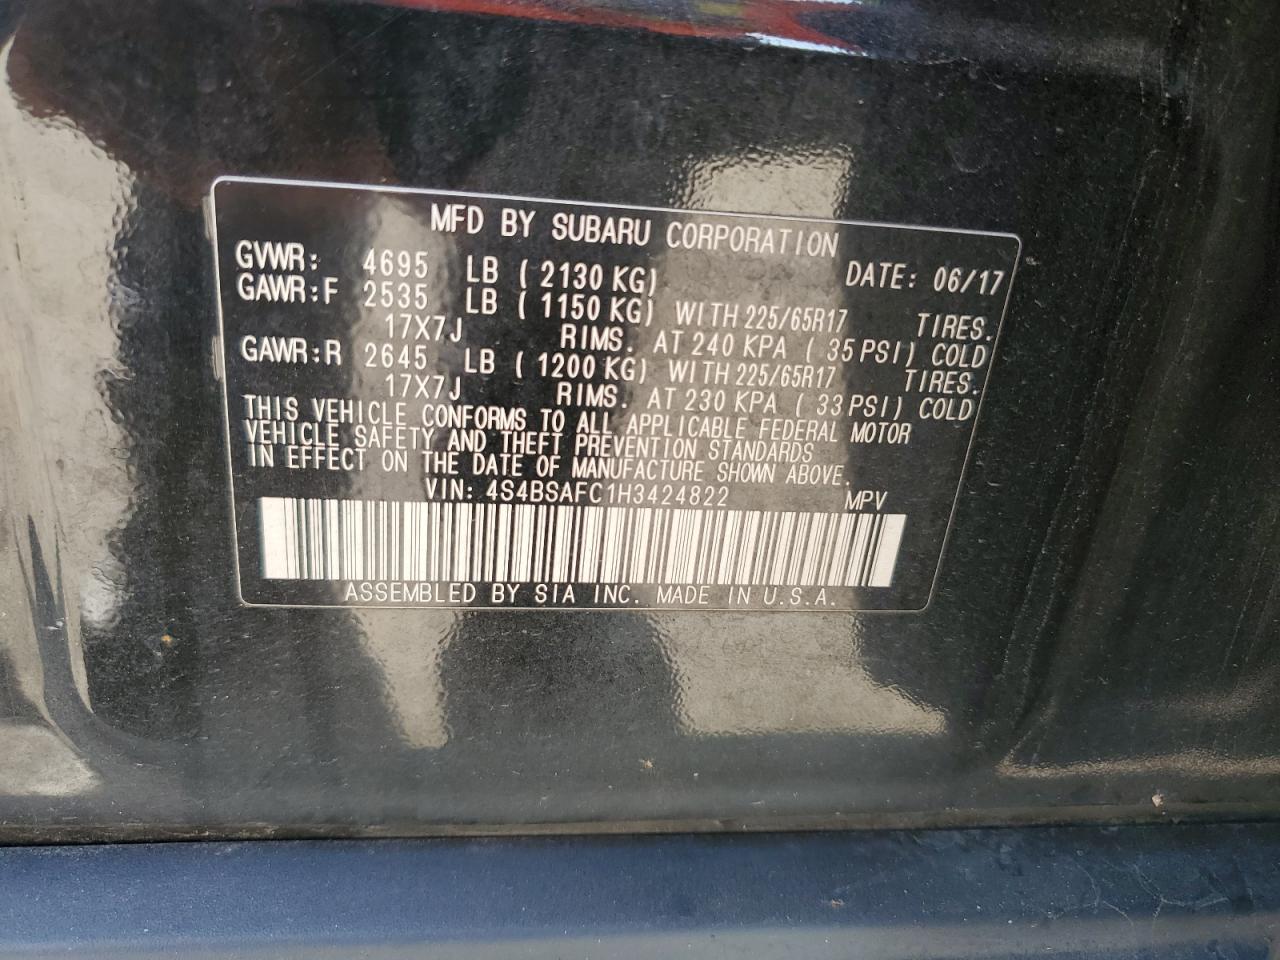 MFD BY SUBARU CORPORATION
GVWR: 4695 LB ( 2130 KG) DATE: 06/17
GAWR:F 2535 LB ( 1150 KG) WITH 225/65R17 TIRES.
17X7J RIMS. AT 240 KPA ( 35 PSI) COLD
GAWR:R 2645 LB ( 1200 KG) WITH 225/65R17 TIRES.
17X7J RIMS. AT 230 KPA ( 33 PSI) COLD
THIS VEHICLE CONFORMS TO ALL APPLICABLE FEDERAL MOTOR
VEHICLE SAFETY AND THEFT PREVENTION STANDARDS
IN EFFECT ON THE DATE OF MANUFACTURE SHOWN ABOVE.
VIN: 4S4BSAFC1H3424822 MPV
ASSEMBLED BY SIA INC. MADE IN U.S.A.